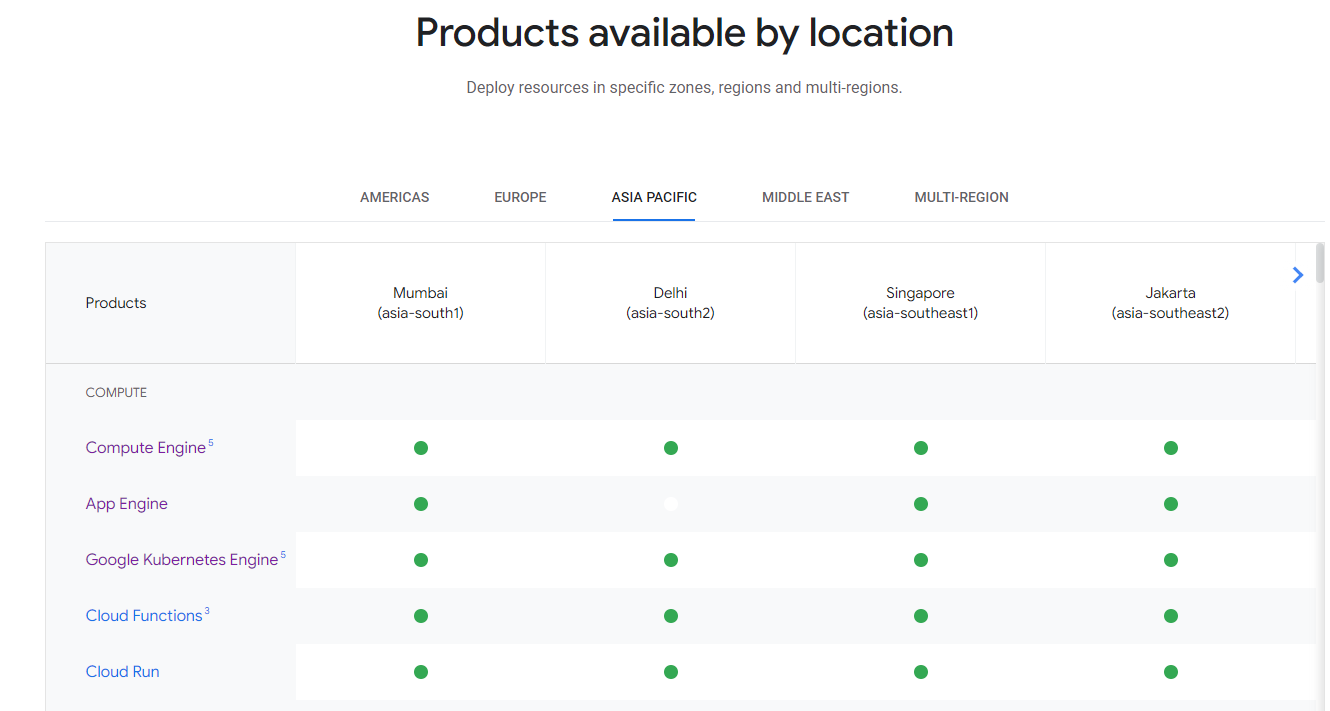 Products available by location
Deploy resources in specific zones, regions and multi-regions.
AMERICAS EUROPE ASIA PACIFIC MIDDLE EAST MULTI-REGION
Products
Mumbai
(asia-south1)
Delhi
(asia-south2)
Singapore
(asia-southeast1)
Jakarta
(asia-southeast2)
COMPUTE
Compute Engine 5
App Engine
Google Kubernetes Engine 5
Cloud Functions 3
Cloud Run